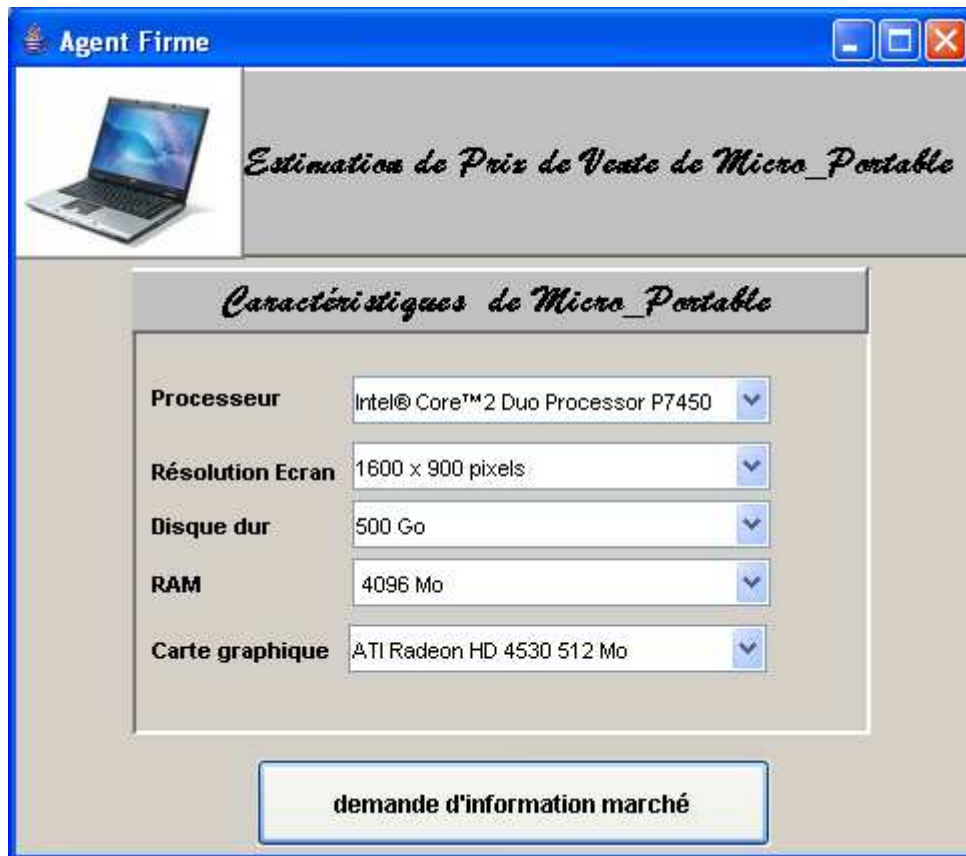 Agent Firme
Estimation de Prix de Vente de Micro_Portable
Caractéristiques de Micro_Portable
Processeur Intel® Core™2 Duo Processor P7450
Résolution Ecran 1600 x 900 pixels
Disque dur 500 Go
RAM 4096 Mo
Carte graphique ATI Radeon HD 4530 512 Mo
demande d'information marché